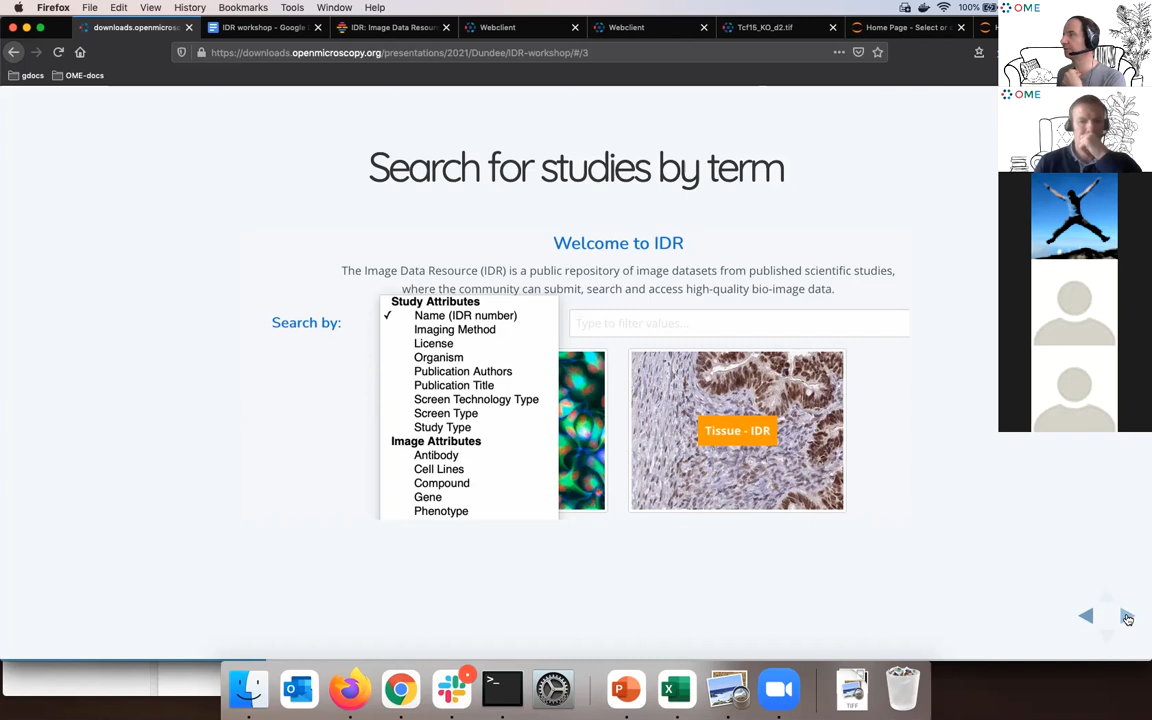 Firefox File Edit View History Bookmarks Tools Window Help 100%
OME
downloads.openmicrosc
IDR workshop - Google
IDR: Image Data Resour
Webclient
Webclient
Tcf15_KO_d2.tif
Home Page - Select or c
https://downloads.openmicroscopy.org/presentations/2021/Dundee/IDR-workshop/#/3
gdocs OME-docs
OME
Search for studies by term
Welcome to IDR
The Image Data Resource (IDR) is a public repository of image datasets from published scientific studies,
where the community can submit, search and access high-quality bio-image data.
Search by:
Study Attributes
✓ Name (IDR number)
Imaging Method
License
Organism
Publication Authors
Publication Title
Screen Technology Type
Screen Type
Study Type
Image Attributes
Antibody
Cell Lines
Compound
Gene
Phenotype
Type to filter values...
Tissue - IDR
TIFF